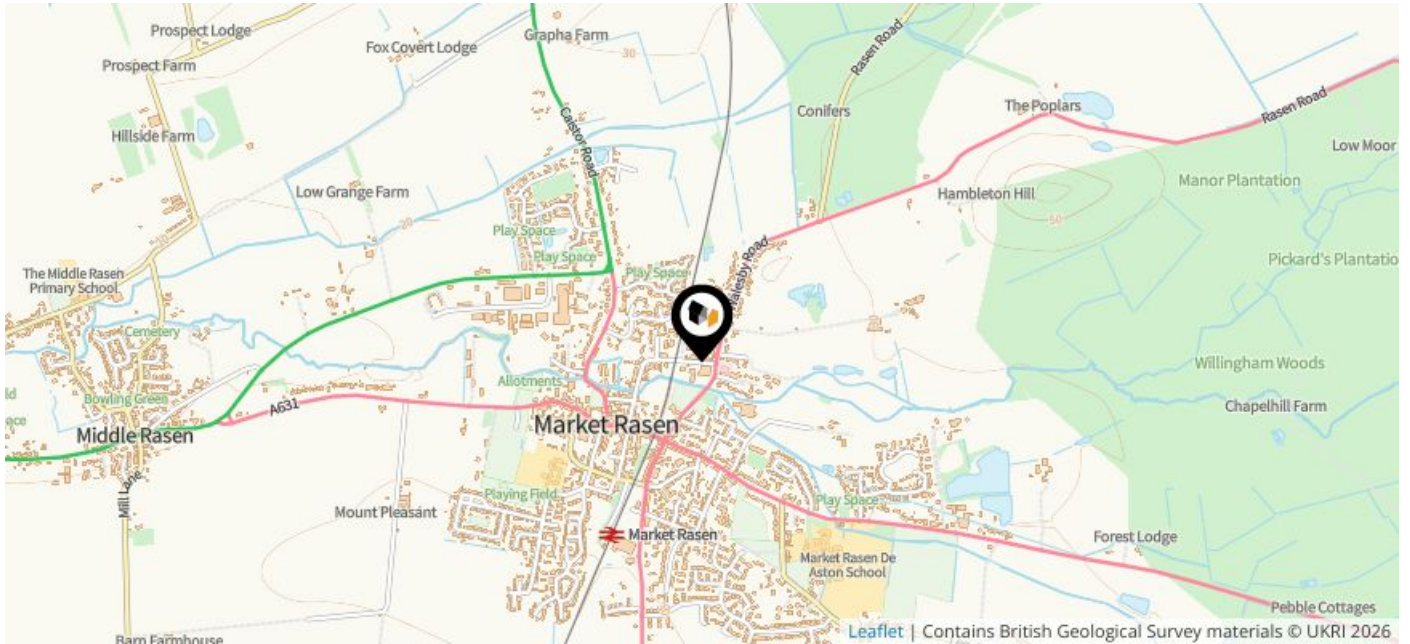 Prospect Lodge
Fox Covert Lodge
Grapha Farm
30
Rasen Road
Prospect Farm
The Poplars
Rasen Road
Conifers
Hillside Farm
Caistor Road
Low Moor
Low Grange Farm
Manor Plantation
Hambleton Hill
20
50
Play Space
Walesby Road
Play Space
Play Space
Pickard's Plantatio
The Middle Rasen
Primary School
Cemetery
Willingham Woods
Allotments
Bowling Green
A631
Chapelhill Farm
Middle Rasen
Market Rasen
Mill Lane
Playing Field
Play Space
Mount Pleasant
Market Rasen
Forest Lodge
Market Rasen De
Aston School
Pebble Cottages
Barn Farmhouse
Leaflet | Contains British Geological Survey materials © UKRI 2026